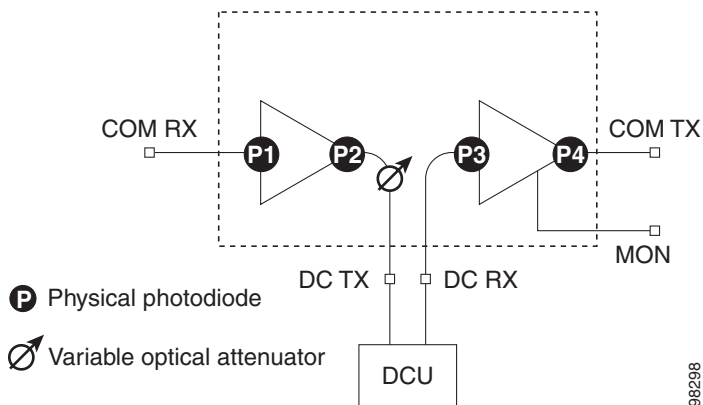 COM RX
P1
P2
P3
P4
COM TX
MON
DC TX
DC RX
P Physical photodiode
Variable optical attenuator
DCU
98298